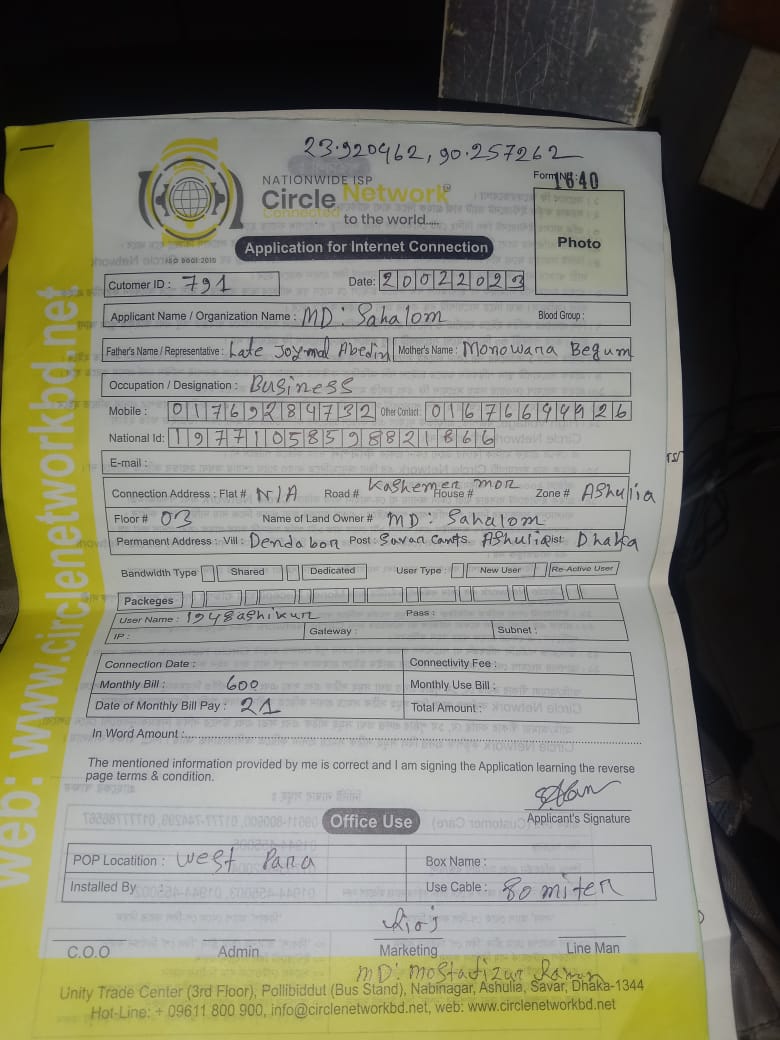 23.920462, 90.257262
NATIONWIDE ISP
Circle Network
Connected to the world....
ISO 9001:2015
Form No : 1640
Photo
Application for Internet Connection
Cutomer ID : 791
Date: 20022023
Applicant Name / Organization Name : MD: Sahalom Blood Group :
Father's Name / Representative : Late Joymal Abedin Mother's Name : Monowara Begum
Occupation / Designation : Business
Mobile : 01769284732 Other Contact : 01676694926
National Id: 19771058598821866
E-mail :
Connection Address : Flat # N/A Road # Kashemer mor House # Zone # Ashulia
Floor # 03 Name of Land Owner # MD: Sahalom
Permanent Address : Vill : Dendabor Post : Savar Cant. Ashulia Dist: Dhaka
Bandwidth Type Shared Dedicated User Type : New User Re-Active User
Packeges
User Name : 1948ashikur Pass :
IP : Gateway : Subnet :
Connection Date : Connectivity Fee :
Monthly Bill : 600 Monthly Use Bill :
Date of Monthly Bill Pay : 21 Total Amount :
In Word Amount :
The mentioned information provided by me is correct and I am signing the Application learning the reverse
page terms & condition.
Applicant's Signature
Office Use
POP Locatition : West Para Box Name :
Installed By : Use Cable : 80 miter
C.O.O Admin Marketing Line Man
MD: Mostafizur
Unity Trade Center (3rd Floor), Pollibiddut (Bus Stand), Nabinagar, Ashulia, Savar, Dhaka-1344
Hot-Line: + 09611 800 900, info@circlenetworkbd.net, web: www.circlenetworkbd.net
web: www.circlenetworkbd.net